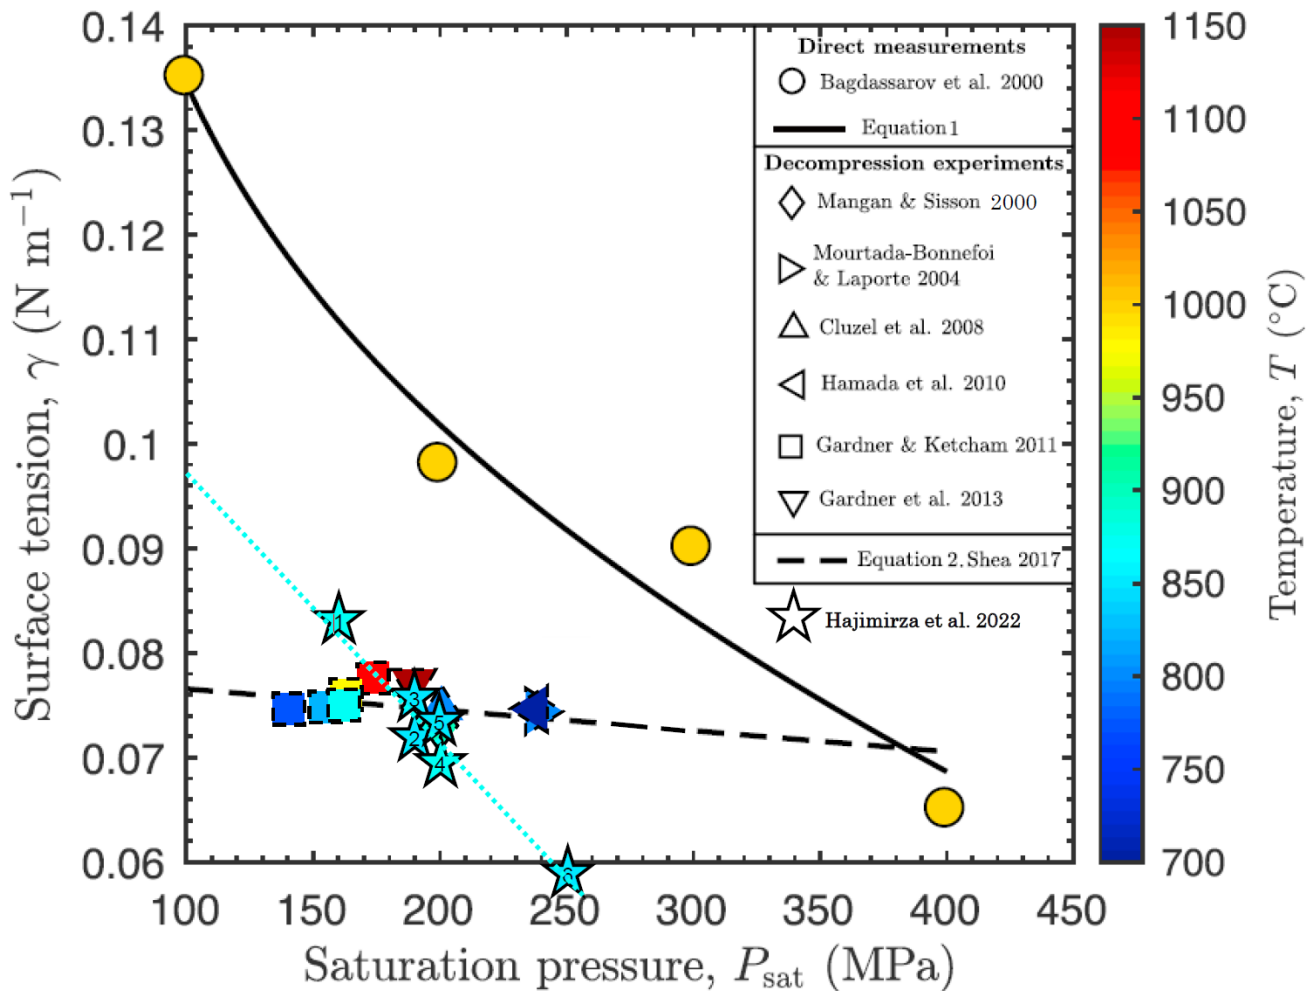 0.14
0.13
0.12
0.11
0.1
0.09
0.08
0.07
0.06
Surface tension, γ (N m−1)
100 150 200 250 300 350 400 450
Saturation pressure, Psat (MPa)
Direct measurements
Bagdassarov et al. 2000
Equation 1
Decompression experiments
Mangan & Sisson 2000
Mourtada-Bonnefoi
& Laporte 2004
Cluzel et al. 2008
Hamada et al. 2010
Gardner & Ketcham 2011
Gardner et al. 2013
Equation 2, Shea 2017
Hajimirza et al. 2022
1
3
5
2
4
6
1150
1100
1050
1000
950
900
850
800
750
700
Temperature, T (°C)